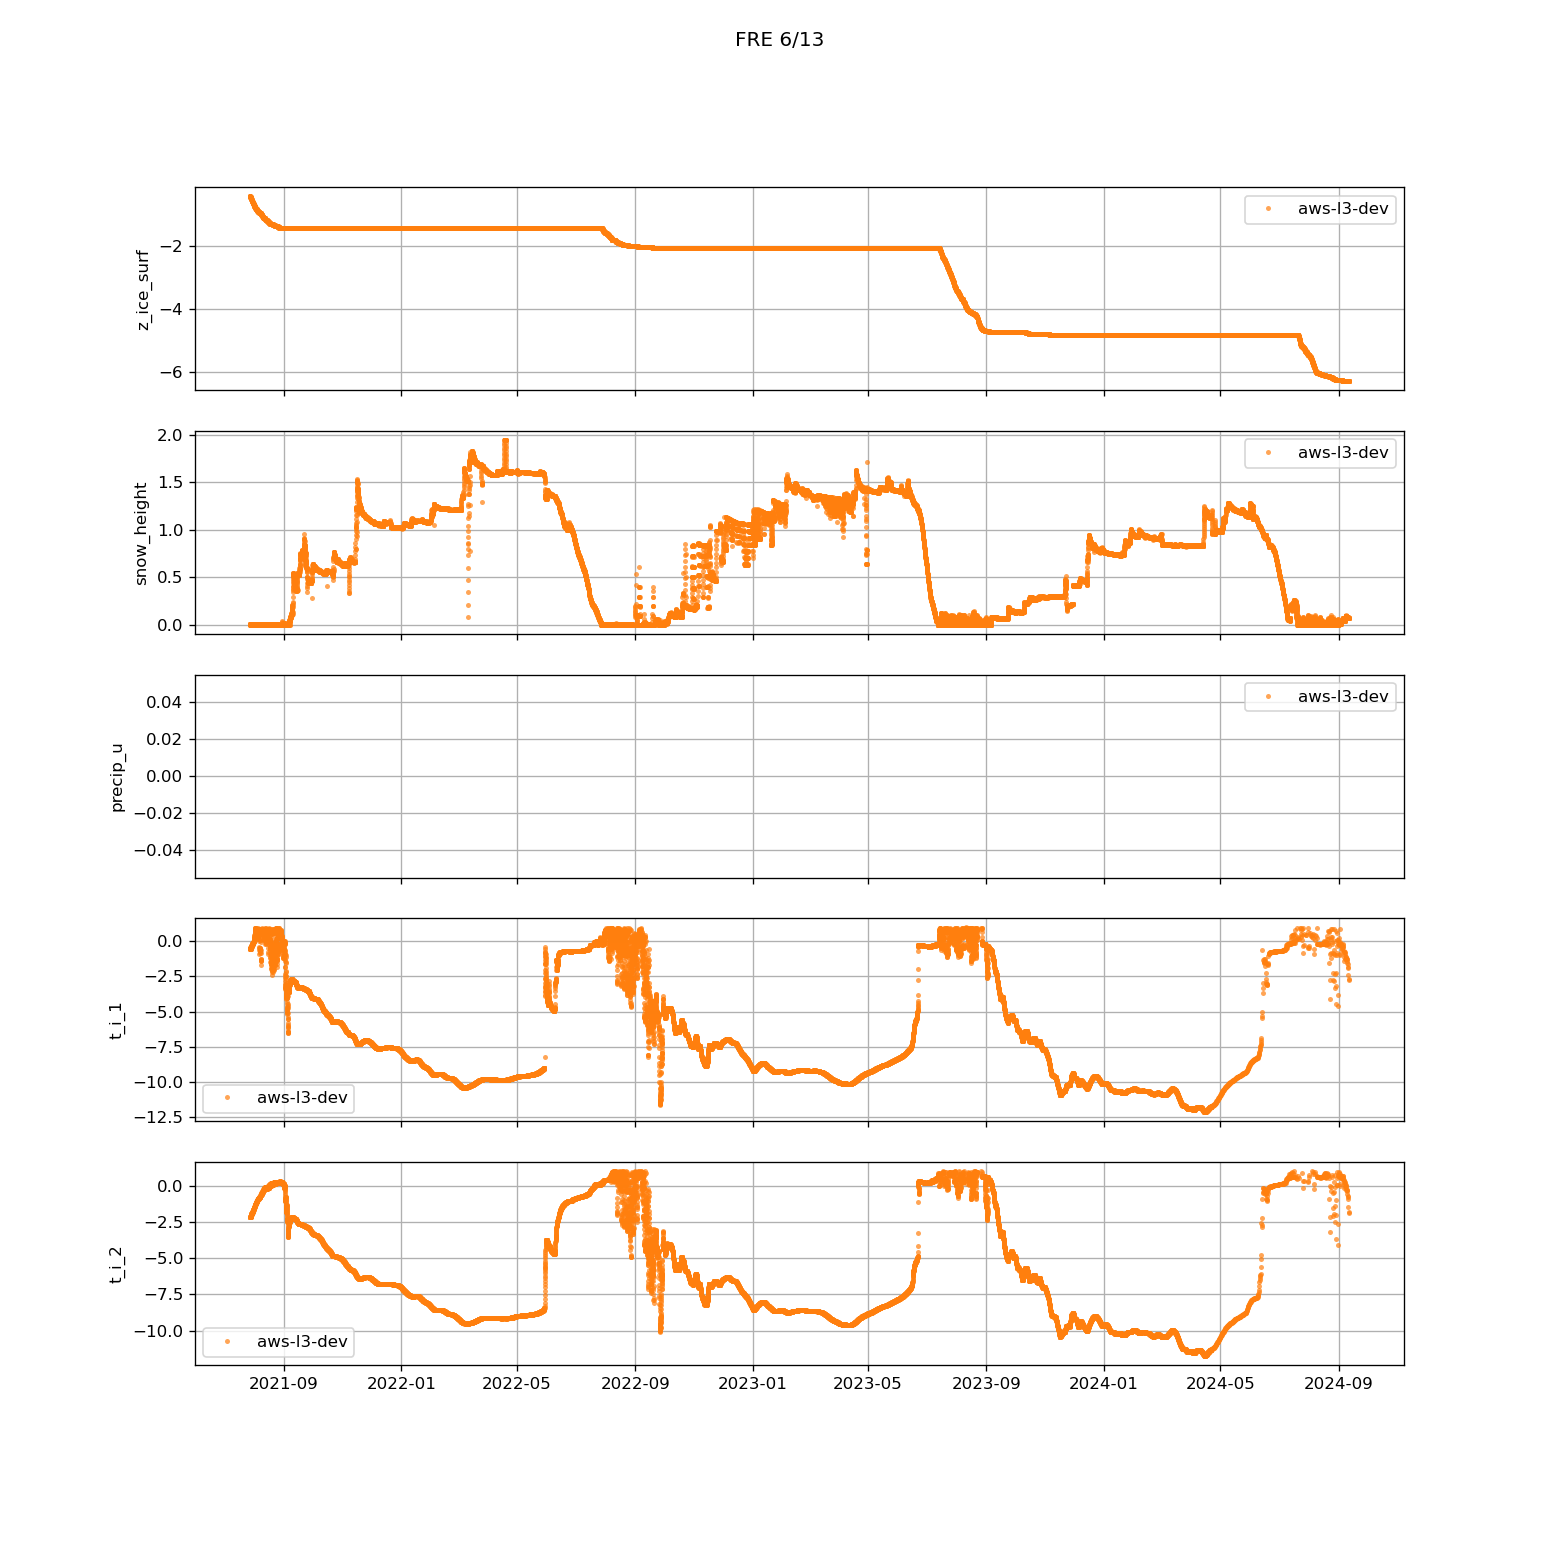 FRE 6/13
aws-l3-dev
−2
−4
−6
z_ice_surf
aws-l3-dev
2.0
1.5
1.0
0.5
0.0
snow_height
aws-l3-dev
0.04
0.02
0.00
−0.02
−0.04
precip_u
0.0
−2.5
−5.0
−7.5
−10.0
−12.5
t_i_1
aws-l3-dev
0.0
−2.5
−5.0
−7.5
−10.0
t_i_2
aws-l3-dev
2021-09 2022-01 2022-05 2022-09 2023-01 2023-05 2023-09 2024-01 2024-05 2024-09